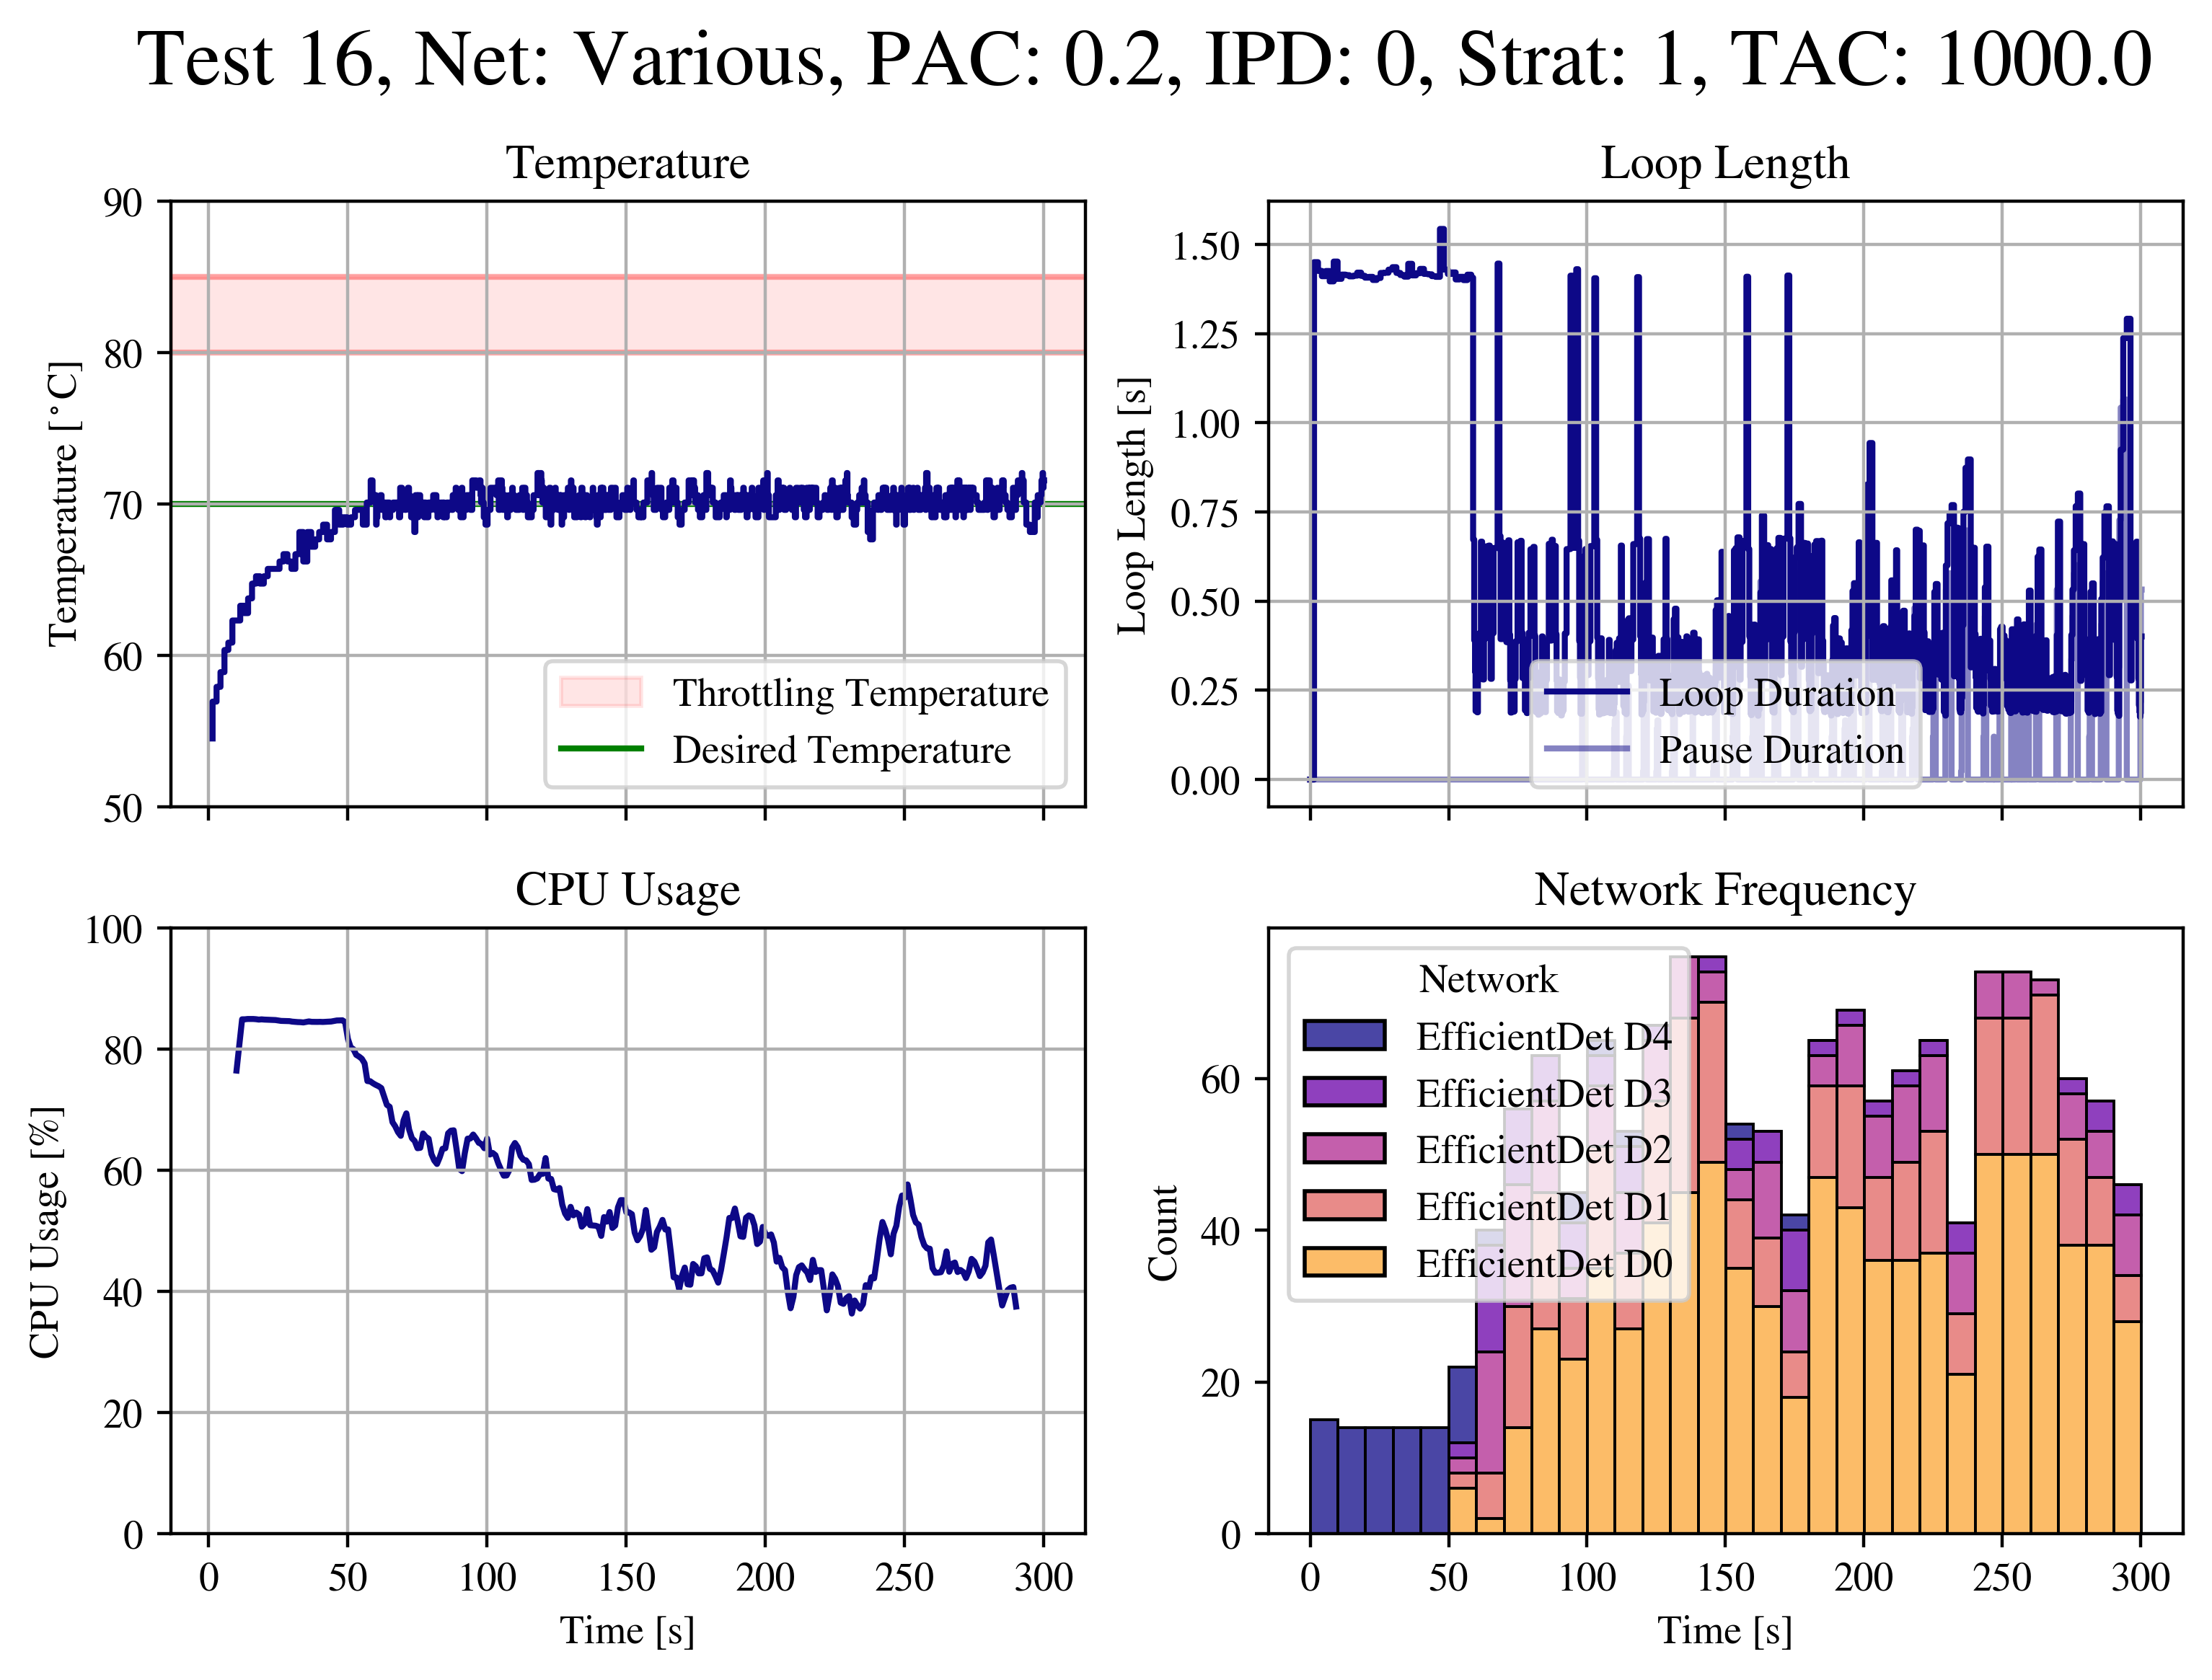 Test 16, Net: Various, PAC: 0.2, IPD: 0, Strat: 1, TAC: 1000.0
Temperature
90
80
70
60
50
Temperature [°C]
Throttling Temperature
Desired Temperature
Loop Length
1.50
1.25
1.00
0.75
0.50
0.25
0.00
Loop Length [s]
Loop Duration
Pause Duration
CPU Usage
100
80
60
40
20
0
CPU Usage [%]
0 50 100 150 200 250 300
Time [s]
Network Frequency
60
40
20
0
Count
Network
EfficientDet D4
EfficientDet D3
EfficientDet D2
EfficientDet D1
EfficientDet D0
0 50 100 150 200 250 300
Time [s]